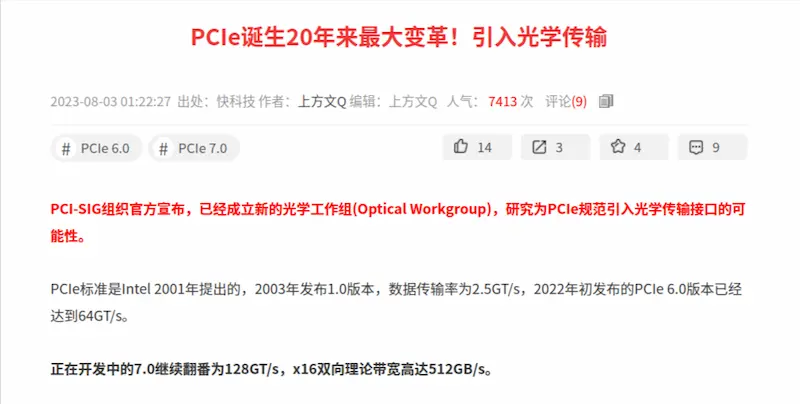 PCIe诞生20年来最大变革！引入光学传输
2023-08-03 01:22:27 出处：快科技 作者：上方文Q 编辑：上方文Q 人气：7413 次 评论(9)
# PCIe 6.0 # PCIe 7.0 14 3 4 9
PCI-SIG组织官方宣布，已经成立新的光学工作组(Optical Workgroup)，研究为PCIe规范引入光学传输接口的可
能性。
PCIe标准是Intel 2001年提出的，2003年发布1.0版本，数据传输率为2.5GT/s，2022年初发布的PCIe 6.0版本已经
达到64GT/s。
正在开发中的7.0继续翻番为128GT/s，x16双向理论带宽高达512GB/s。